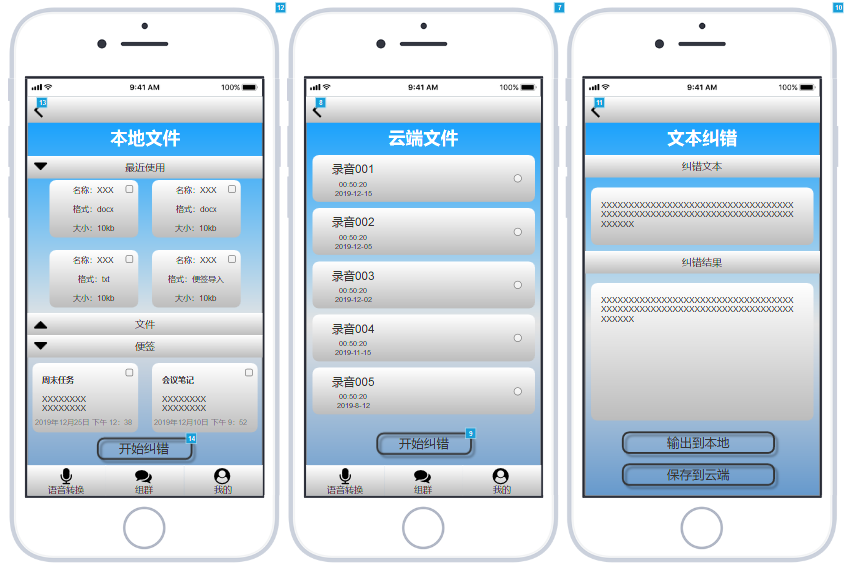 12
9:41 AM
100%
13
本地文件
最近使用
名称：XXX
格式：docx
大小：10kb
名称：XXX
格式：docx
大小：10kb
名称：XXX
格式：txt
大小：10kb
名称：XXX
格式：便签导入
大小：10kb
文件
便签
周末任务
XXXXXXXX
XXXXXXXX
2019年12月25日 下午 12：38
会议笔记
XXXXXXXX
XXXXXXXX
2019年12月10日 下午 9：52
14
开始纠错
语音转换
组群
我的
7
9:41 AM
100%
8
云端文件
录音001
00 50 20
2019-12-15
录音002
00 50 20
2019-12-05
录音003
00 50 20
2019-12-02
录音004
00 50 20
2019-11-15
录音005
00 50 20
2019-8-12
9
开始纠错
语音转换
组群
我的
10
9:41 AM
100%
11
文本纠错
纠错文本
XXXXXXXXXXXXXXXXXXXXXXXXXXXXXXXXXXX
XXXXXXXXXXXXXXXXXXXXXXXXXXXXXXXXXXX
XXXXXX
纠错结果
XXXXXXXXXXXXXXXXXXXXXXXXXXXXXXXXXXX
XXXXXXXXXXXXXXXXXXXXXXXXXXXXXXXXXXX
XXXXXX
输出到本地
保存到云端